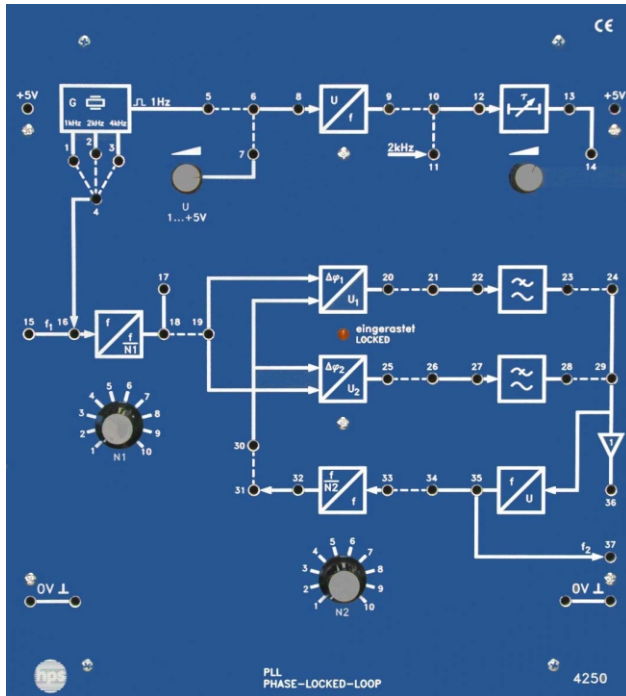 CE
+5V
+5V
G
1Hz
1kHz 2kHz 4kHz
1 2 3
4
5 6 8
U
f
9 10 12
τ
13
7
2kHz
11
14
U
1...+5V
17
15 f₁ 16
f
f
N1
18 19
Δφ₁
U₁
20 21 22 23 24
eingerastet
LOCKED
Δφ₂
U₂
25 26 27 28 29
1 2 3 4 5 6 7 8 9 10
N1
30
31 32
f
N2
f
33 34 35
f
U
1
36
f₂ 37
1 2 3 4 5 6 7 8 9 10
N2
0V ⊥
0V ⊥
nps
PLL
PHASE-LOCKED-LOOP
4250